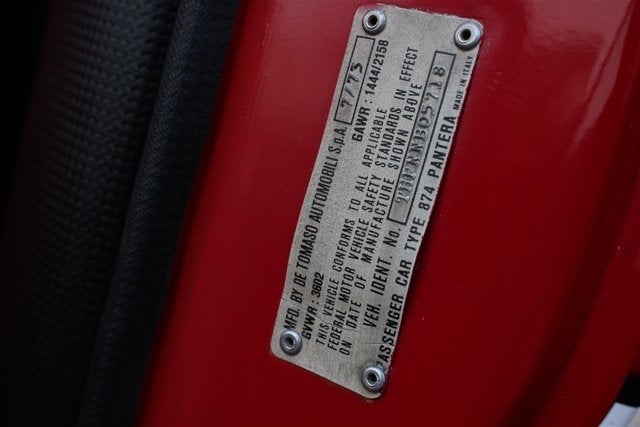 MFG. BY DE TOMASO AUTOMOBILI S.p.A. 7/73
GVWR: 3602 GAWR: 1444/2158
THIS VEHICLE CONFORMS TO ALL APPLICABLE
FEDERAL MOTOR VEHICLE SAFETY STANDARDS IN EFFECT
ON DATE OF MANUFACTURE SHOWN ABOVE
VEH. IDENT. No.
PASSENGER CAR TYPE 874 PANTERA MADE IN ITALY